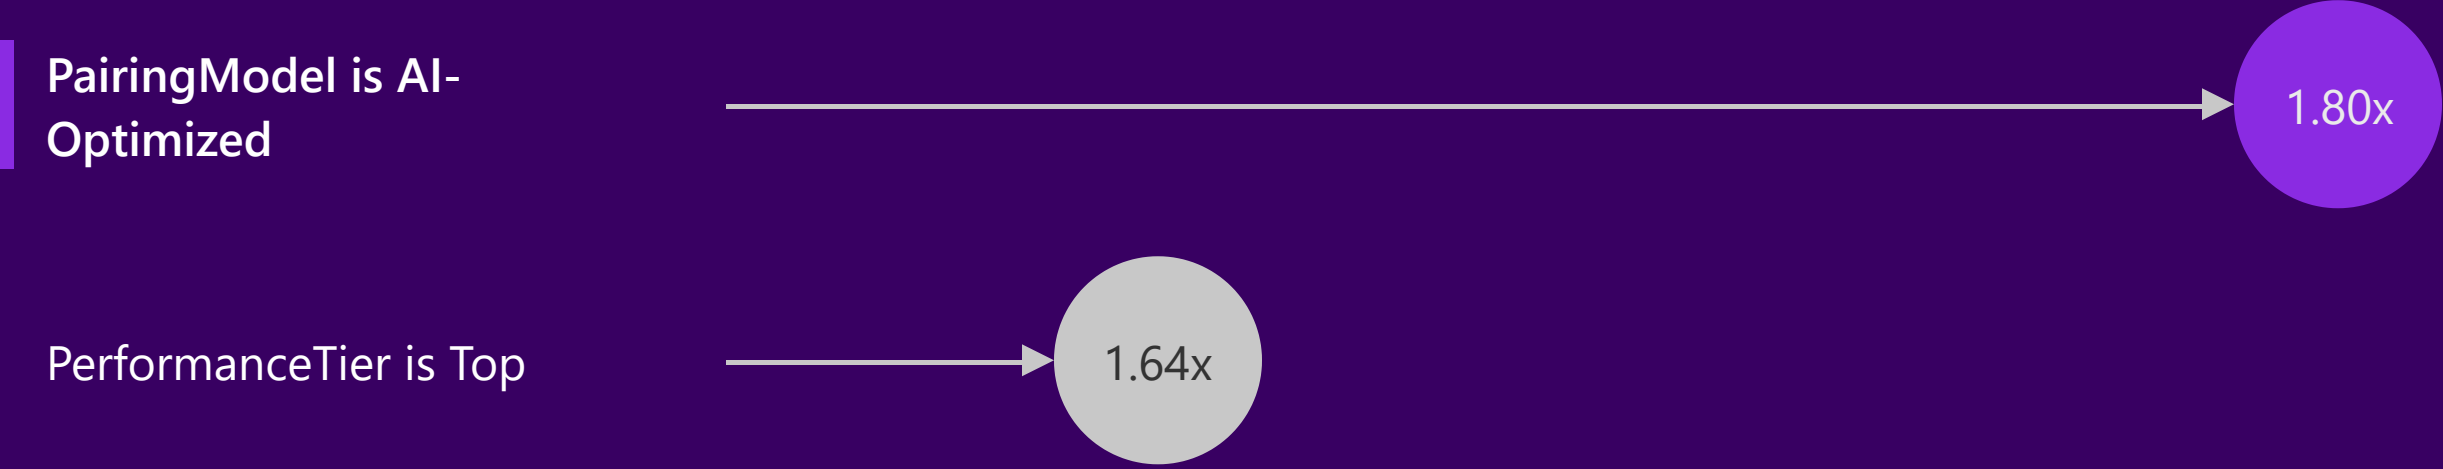 PairingModel is AI-
Optimized
1.80x
PerformanceTier is Top
1.64x